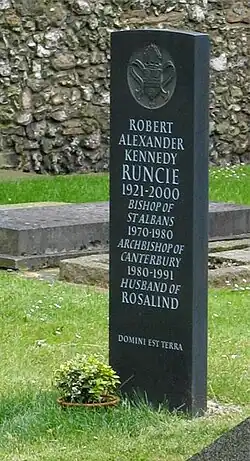 ROBERT
ALEXANDER
KENNEDY
RUNCIE
1921-2000
BISHOP OF
ST ALBANS
1970-1980
ARCHBISHOP OF
CANTERBURY
1980-1991
HUSBAND OF
ROSALIND
DOMINI EST TERRA